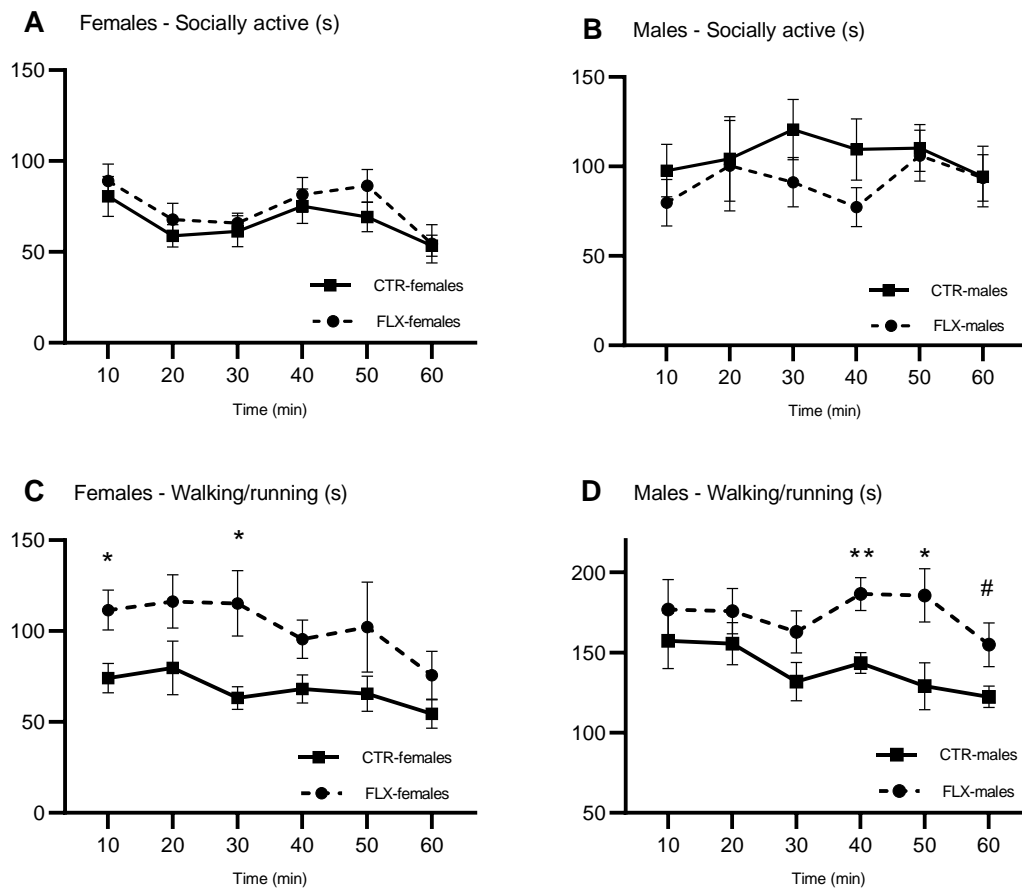 A Females - Socially active (s)
150
100
50
0
CTR-females
FLX-females
10 20 30 40 50 60
Time (min)
B Males - Socially active (s)
150
100
50
0
CTR-males
FLX-males
10 20 30 40 50 60
Time (min)
C Females - Walking/running (s)
150
100
50
0
* *
CTR-females
FLX-females
10 20 30 40 50 60
Time (min)
D Males - Walking/running (s)
200
150
100
50
** * #
CTR-males
FLX-males
10 20 30 40 50 60
Time (min)